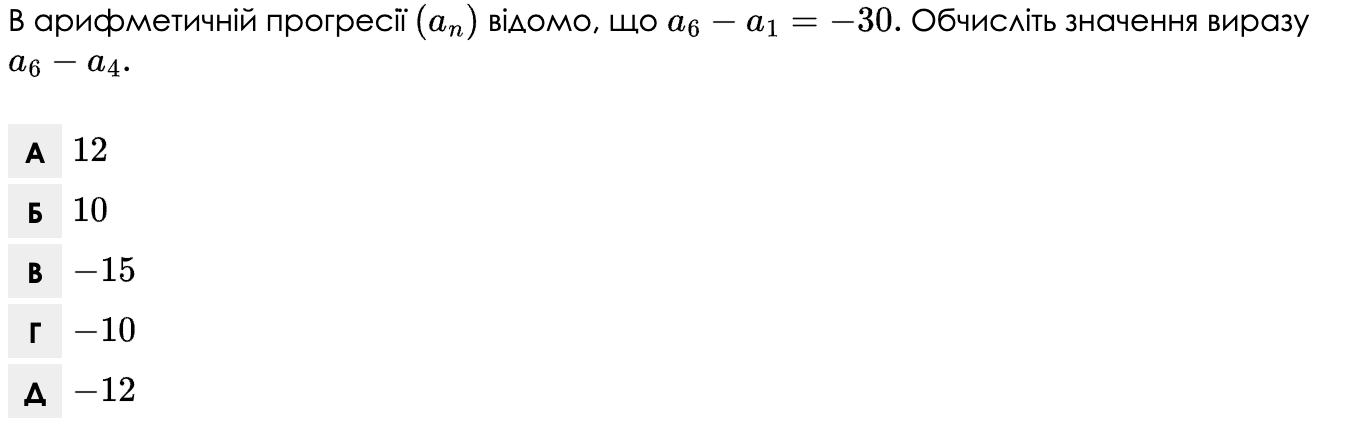 В арифметичній прогресії (aₙ) відомо, що a₆ − a₁ = −30. Обчисліть значення виразу
a₆ − a₄.
А 12
Б 10
В −15
Г −10
Д −12